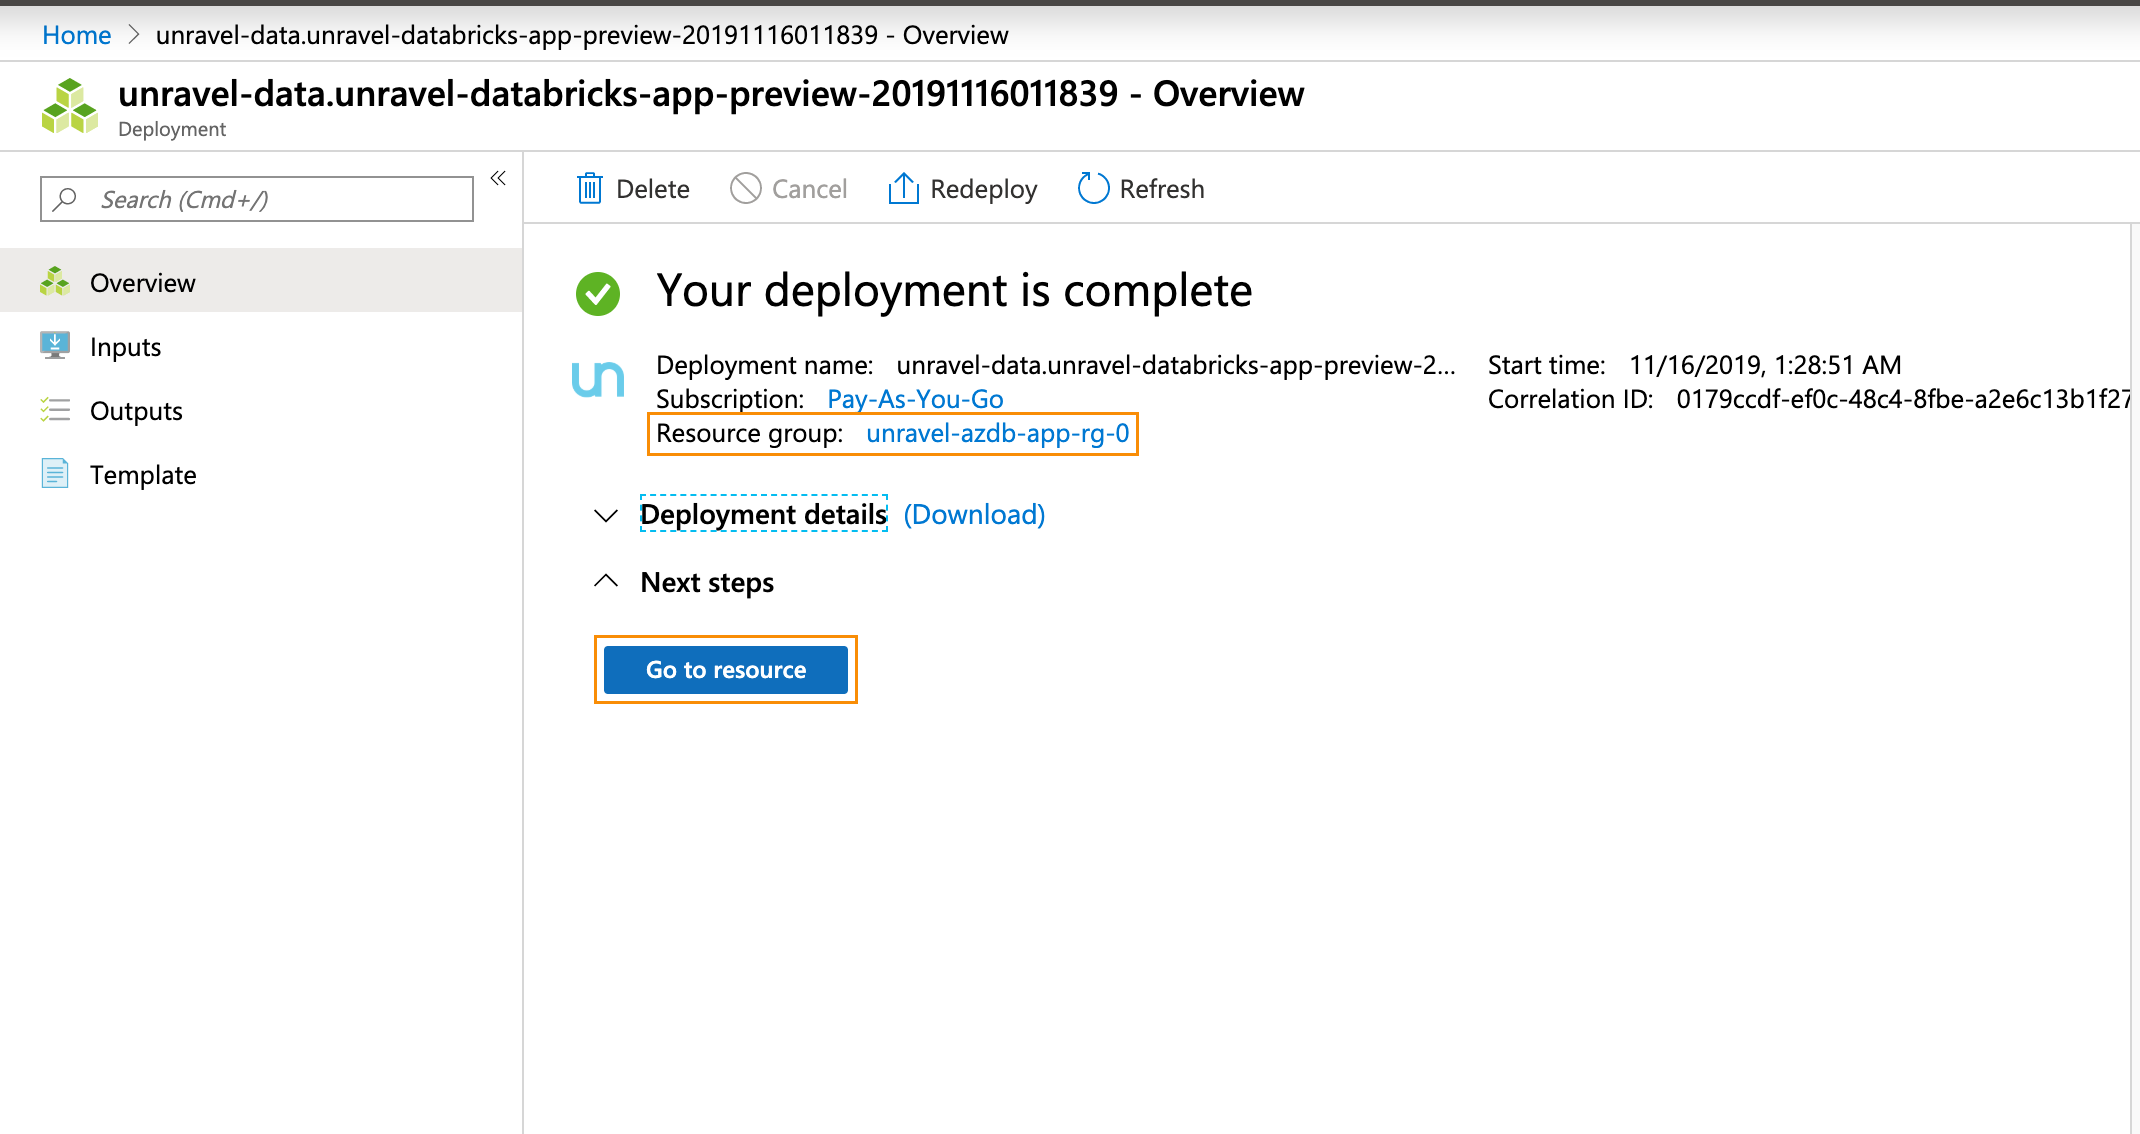 Home > unravel-data.unravel-databricks-app-preview-20191116011839 - Overview
unravel-data.unravel-databricks-app-preview-20191116011839 - Overview
Deployment
Search (Cmd+/)
«
Overview
Inputs
Outputs
Template
Delete Cancel Redeploy Refresh
Your deployment is complete
un
Deployment name: unravel-data.unravel-databricks-app-preview-2... Start time: 11/16/2019, 1:28:51 AM
Subscription: Pay-As-You-Go Correlation ID: 0179ccdf-ef0c-48c4-8fbe-a2e6c13b1f27
Resource group: unravel-azdb-app-rg-0
Deployment details (Download)
Next steps
Go to resource